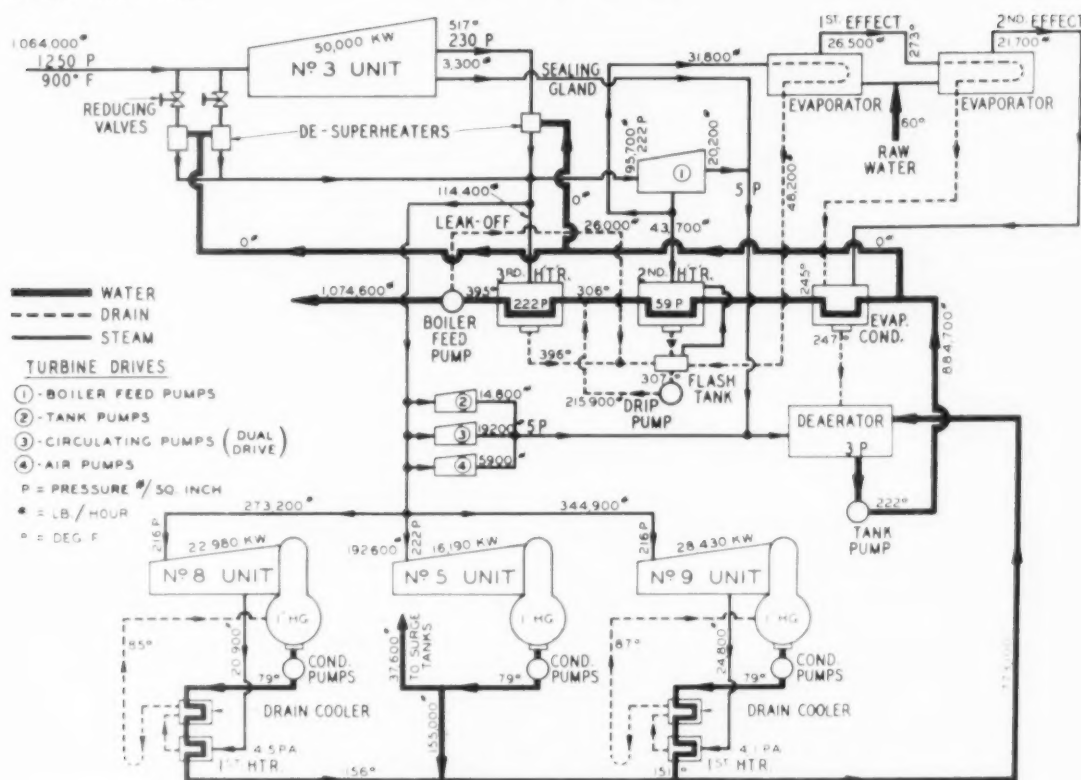 1,064,000#
1250 P
900° F
REDUCING
VALVES
50,000 KW
Nº 3 UNIT
517°
230 P
3,300#
SEALING
GLAND
DE-SUPERHEATERS
1ST. EFFECT
26,500#
273°
2ND. EFFECT
21,700#
31,800#
EVAPORATOR
EVAPORATOR
60°
RAW
WATER
95,700#
222 P
①
20,200#
5 P
48,200#
114,400#
LEAK-OFF
0#
26,000#
43,700#
0#
0#
WATER
DRAIN
STEAM
1,074,600#
BOILER
FEED
PUMP
395°
3RD. HTR.
222 P
306°
2ND. HTR.
59 P
245°
EVAP.
COND.
247°
884,700#
396°
307°
FLASH
TANK
215,900#
DRIP
PUMP
TURBINE DRIVES
①-BOILER FEED PUMPS
②-TANK PUMPS
③-CIRCULATING PUMPS (DUAL DRIVE)
④-AIR PUMPS
P = PRESSURE #/SQ. INCH
# = LB./HOUR
° = DEG. F
② 14,800#
③ 19200#
④ 5900#
5 P
DEAERATOR
3 P
222°
TANK
PUMP
273,200#
344,900#
216 P
22,980 KW
Nº 8 UNIT
1" HG.
192600#
222 P
16,190 KW
Nº 5 UNIT
1" HG.
216 P
28,430 KW
Nº 9 UNIT
1" HG.
85°
20,900#
79°
COND.
PUMPS
DRAIN COOLER
4.5 PA
1ST. HTR.
156°
37,600#
TO SURGE
TANKS
155,000#
79°
COND.
PUMPS
87°
24,800#
79°
COND.
PUMPS
DRAIN COOLER
4.1 PA
1ST. HTR.
151°